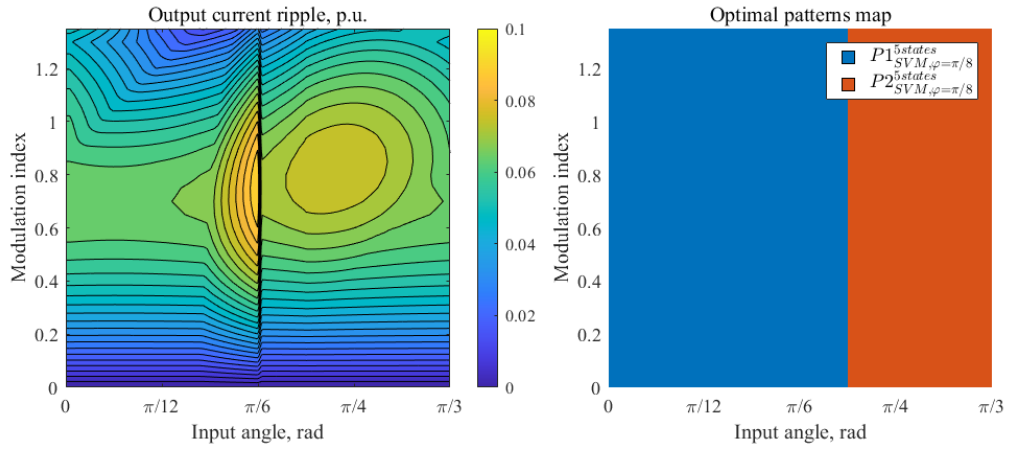 Output current ripple, p.u.
Modulation index
1.2
1
0.8
0.6
0.4
0.2
0
0
π/12
π/6
π/4
π/3
Input angle, rad
0.1
0.08
0.06
0.04
0.02
0
Optimal patterns map
P1^{5states}_{SVM,φ=π/8}
P2^{5states}_{SVM,φ=π/8}
Modulation index
1.2
1
0.8
0.6
0.4
0.2
0
0
π/12
π/6
π/4
π/3
Input angle, rad